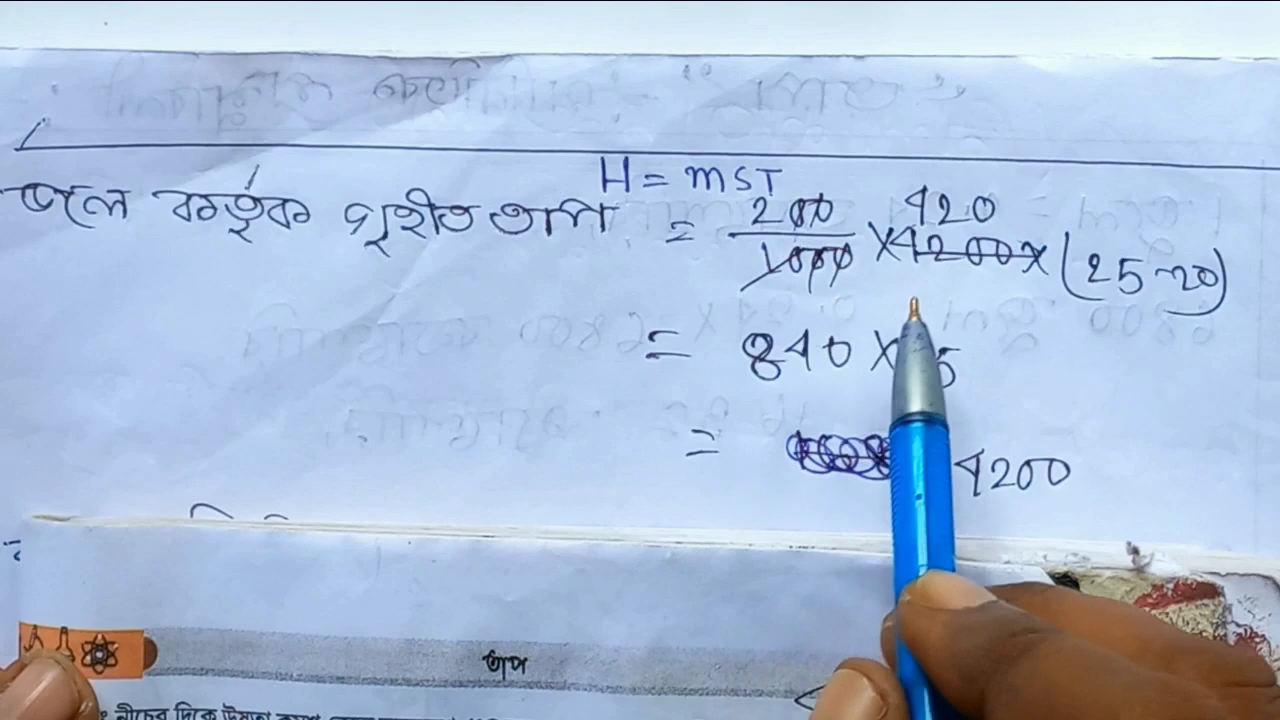 H = mST
জলে কর্তৃক গৃহীত তাপ = 200/1000 × 4200 × (25-20)
420
= 840 × 5
= 4200
তাপ